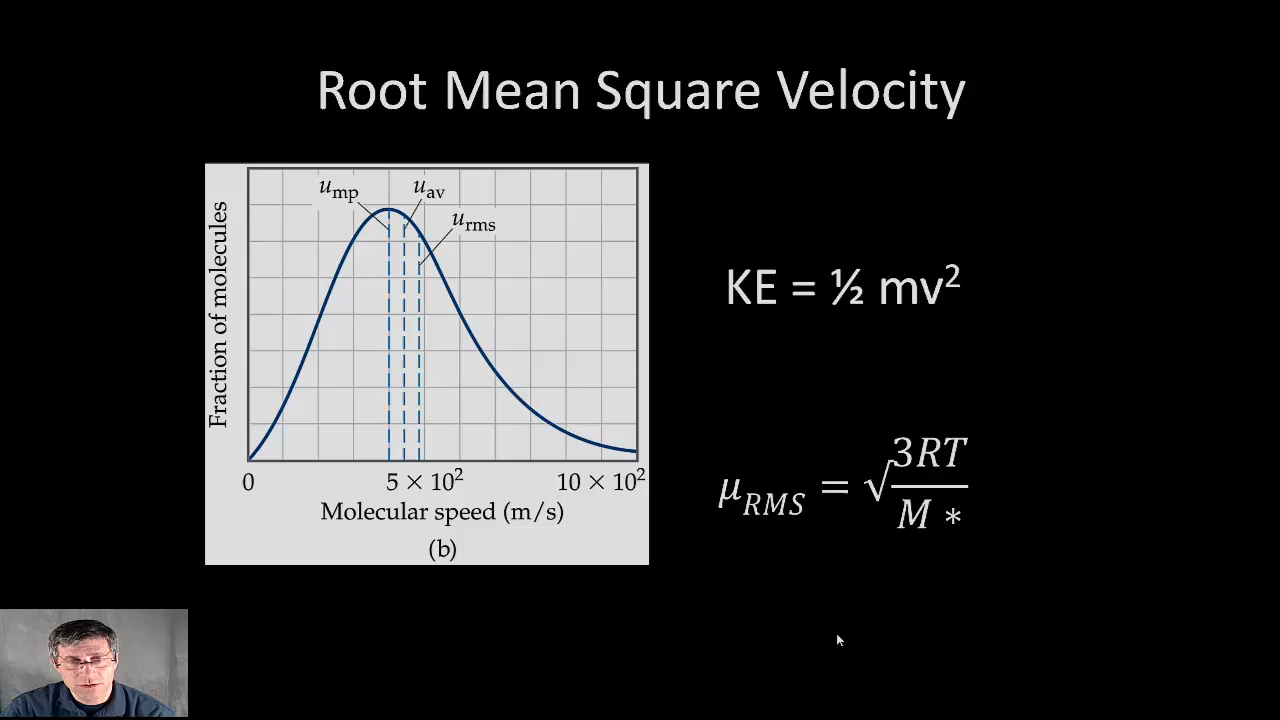 Root Mean Square Velocity
u_mp
u_av
u_rms
Fraction of molecules
0
5 × 10²
10 × 10²
Molecular speed (m/s)
(b)
KE = ½ mv²
μ_RMS = √ 3RT / M *